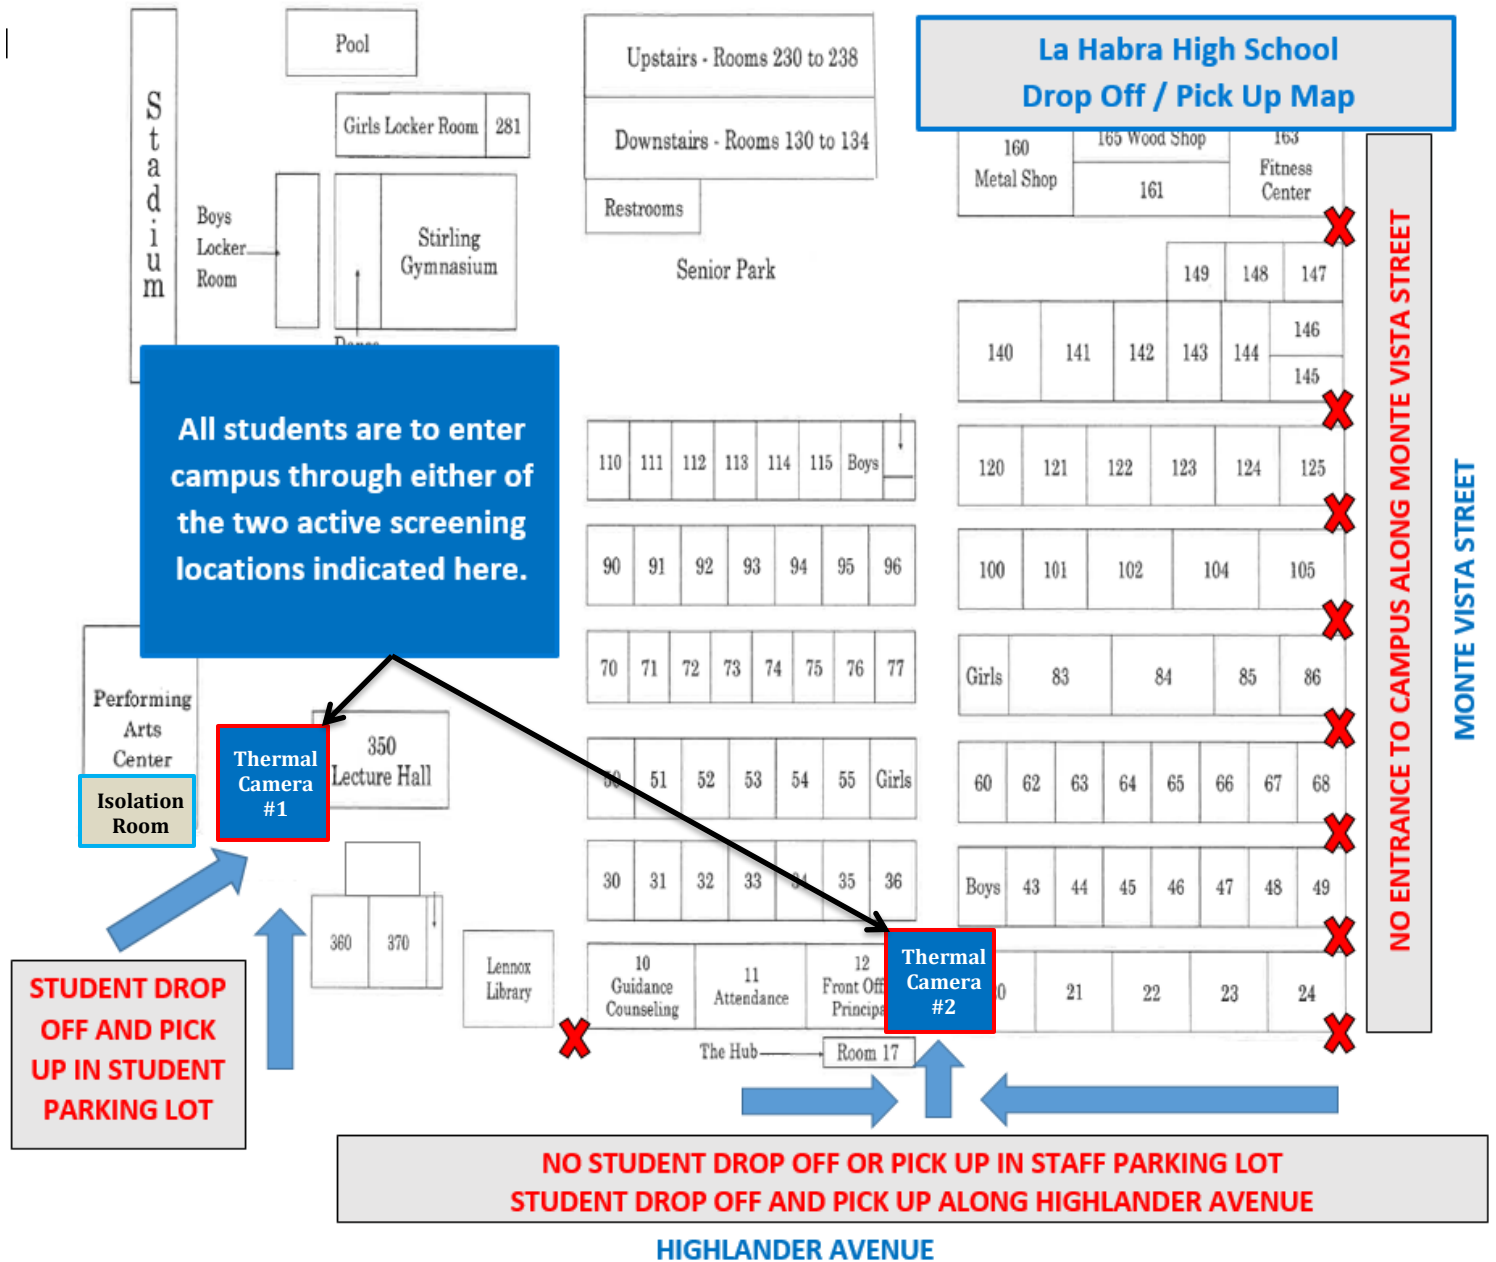 La Habra High School
Drop Off / Pick Up Map
Stadium
Pool
Girls Locker Room
281
Boys
Locker
Room
Stirling
Gymnasium
Upstairs - Rooms 230 to 238
Downstairs - Rooms 130 to 134
Restrooms
Senior Park
160
Metal Shop
165 Wood Shop
161
163
Fitness
Center
149 148 147
140 141 142 143 144
146
145
All students are to enter
campus through either of
the two active screening
locations indicated here.
110 111 112 113 114 115 Boys
120 121 122 123 124 125
90 91 92 93 94 95 96
100 101 102 104 105
70 71 72 73 74 75 76 77
Girls 83 84 85 86
50 51 52 53 54 55 Girls
60 62 63 64 65 66 67 68
30 31 32 33 34 35 36
Boys 43 44 45 46 47 48 49
Performing
Arts
Center
Isolation
Room
Thermal
Camera
#1
350
Lecture Hall
360 370
Lennox
Library
10
Guidance
Counseling
11
Attendance
12
Front Off
Principa
Thermal
Camera
#2
21 22 23 24
The Hub
Room 17
STUDENT DROP
OFF AND PICK
UP IN STUDENT
PARKING LOT
NO STUDENT DROP OFF OR PICK UP IN STAFF PARKING LOT
STUDENT DROP OFF AND PICK UP ALONG HIGHLANDER AVENUE
HIGHLANDER AVENUE
NO ENTRANCE TO CAMPUS ALONG MONTE VISTA STREET
MONTE VISTA STREET